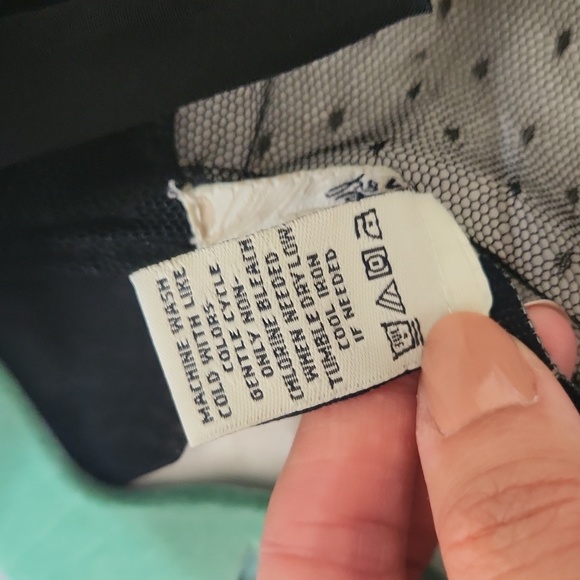 MACHINE WASH
COLD WITH LIKE
COLORS.
GENTLE CYCLE
ONLY NON-
CHLORINE BLEACH
WHEN NEEDED
TUMBLE DRY LOW
COOL IRON
IF NEEDED